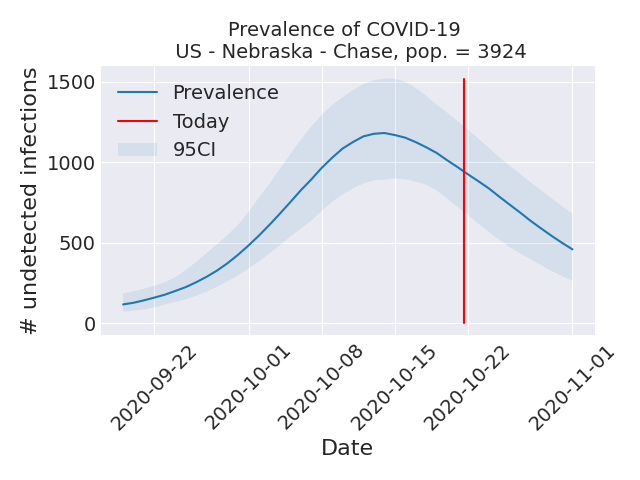 Prevalence of COVID-19
US - Nebraska - Chase, pop. = 3924
# undetected infections
1500
1000
500
0
Prevalence
Today
95CI
2020-09-22
2020-10-01
2020-10-08
2020-10-15
2020-10-22
2020-11-01
Date